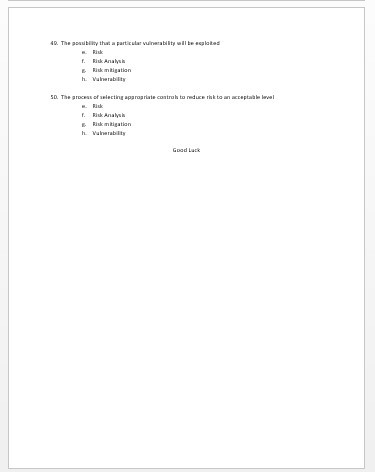 49. The possibility that a particular vulnerability will be exploited
e. Risk
f. Risk Analysis
g. Risk mitigation
h. Vulnerability
50. The process of selecting appropriate controls to reduce risk to an acceptable level
e. Risk
f. Risk Analysis
g. Risk mitigation
h. Vulnerability
Good Luck